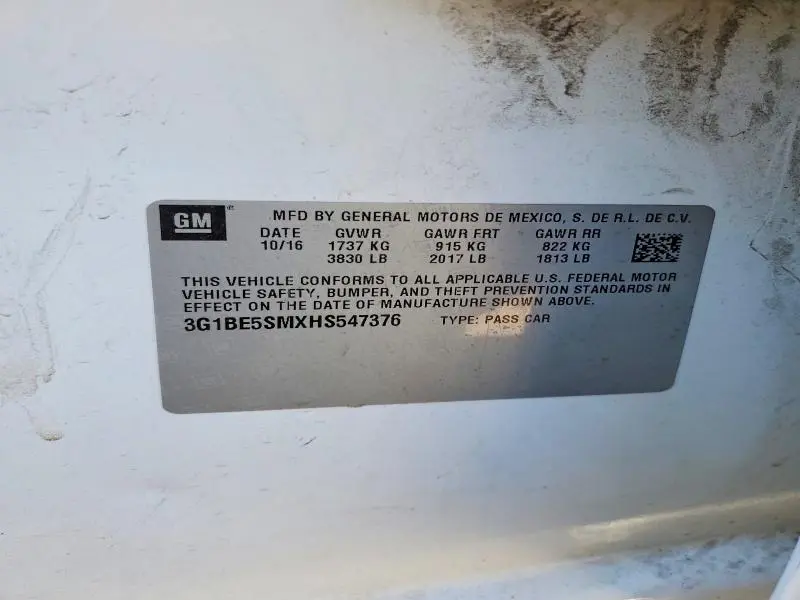 GM® MFD BY GENERAL MOTORS DE MEXICO, S. DE R.L. DE C.V.
DATE GVWR GAWR FRT GAWR RR
10/16 1737 KG 915 KG 822 KG
3830 LB 2017 LB 1813 LB
THIS VEHICLE CONFORMS TO ALL APPLICABLE U.S. FEDERAL MOTOR
VEHICLE SAFETY, BUMPER, AND THEFT PREVENTION STANDARDS IN
EFFECT ON THE DATE OF MANUFACTURE SHOWN ABOVE.
3G1BE5SMXHS547376 TYPE: PASS CAR